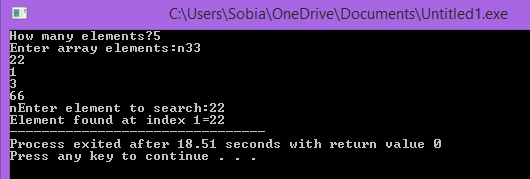 C:\Users\Sobia\OneDrive\Documents\Untitled1.exe
How many elements?5
Enter array elements:n33
22
1
3
66
nEnter element to search:22
Element found at index 1=22
--------------------------------
Process exited after 18.51 seconds with return value 0
Press any key to continue . . .